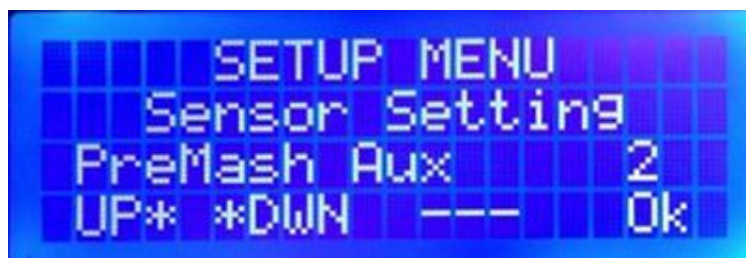 SETUP MENU
Sensor Setting
PreMash Aux 2
UP* *DWN --- Ok